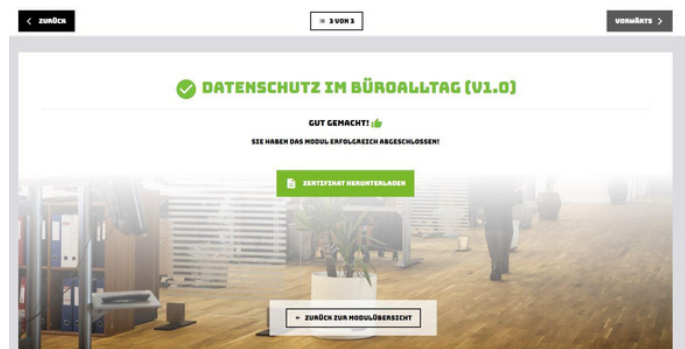 ZURÜCK
3 VON 3
VORWÄRTS
DATENSCHUTZ IM BÜROALLTAG (V1.0)
GUT GEMACHT!
SIE HABEN DAS MODUL ERFOLGREICH ABGESCHLOSSEN!
ZERTIFIKAT HERUNTERLADEN
ZURÜCK ZUR MODULÜBERSICHT